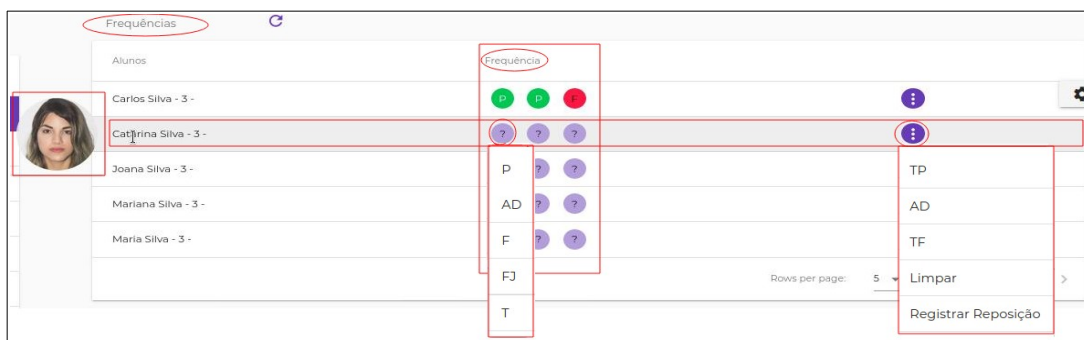 Frequências
Alunos Frequência
Carlos Silva - 3 - P P F
Catarina Silva - 3 - ? ? ?
Joana Silva - 3 - ? ?
Mariana Silva - 3 - ? ?
Maria Silva - 3 - ? ?
P
AD
F
FJ
T
TP
AD
TF
Limpar
Registrar Reposição
Rows per page: 5